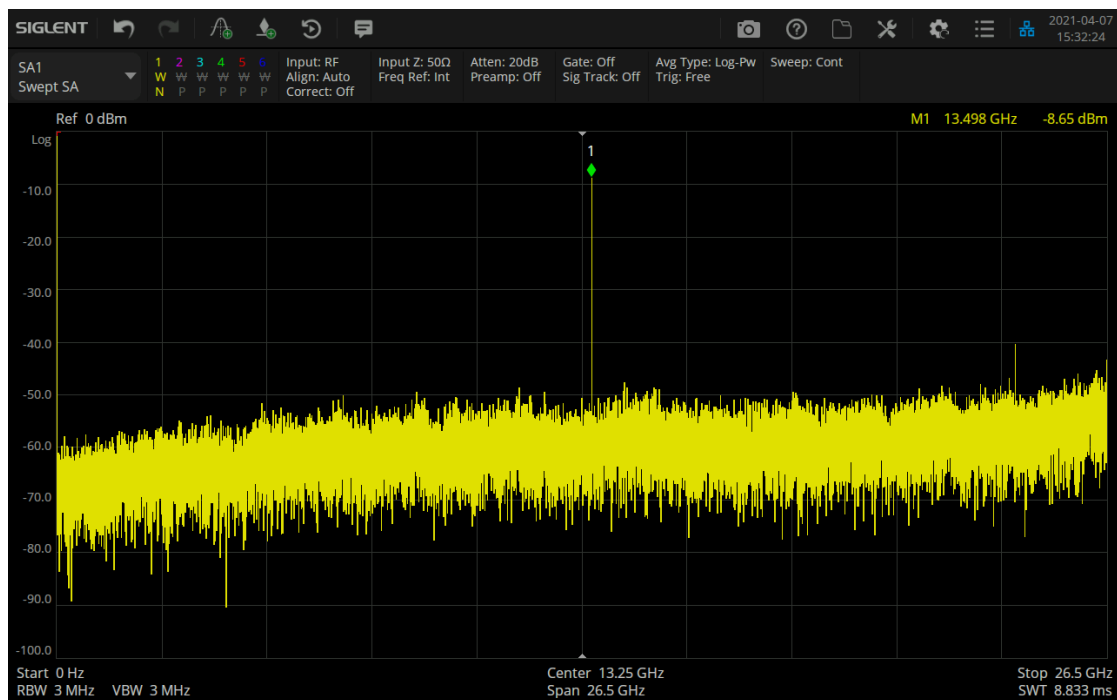 SIGLENT
2021-04-07
15:32:24
SA1
Swept SA
1 2 3 4 5 6
W W W W W W
N P P P P P
Input: RF
Align: Auto
Correct: Off
Input Z: 50Ω
Freq Ref: Int
Atten: 20dB
Preamp: Off
Gate: Off
Sig Track: Off
Avg Type: Log-Pw
Trig: Free
Sweep: Cont
Ref 0 dBm
M1 13.498 GHz -8.65 dBm
Log
1
-10.0
-20.0
-30.0
-40.0
-50.0
-60.0
-70.0
-80.0
-90.0
-100.0
Start 0 Hz
RBW 3 MHz VBW 3 MHz
Center 13.25 GHz
Span 26.5 GHz
Stop 26.5 GHz
SWT 8.833 ms